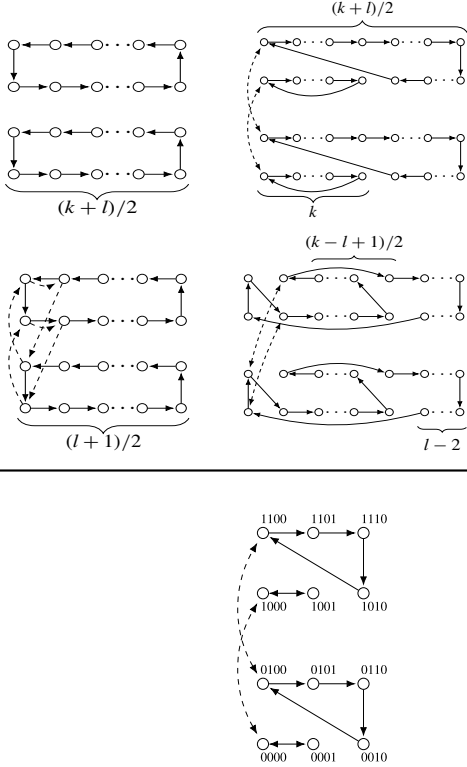 (k + l)/2
(k + l)/2
k
(k − l + 1)/2
(l + 1)/2
l − 2
1100 1101 1110
1000 1001 1010
0100 0101 0110
0000 0001 0010